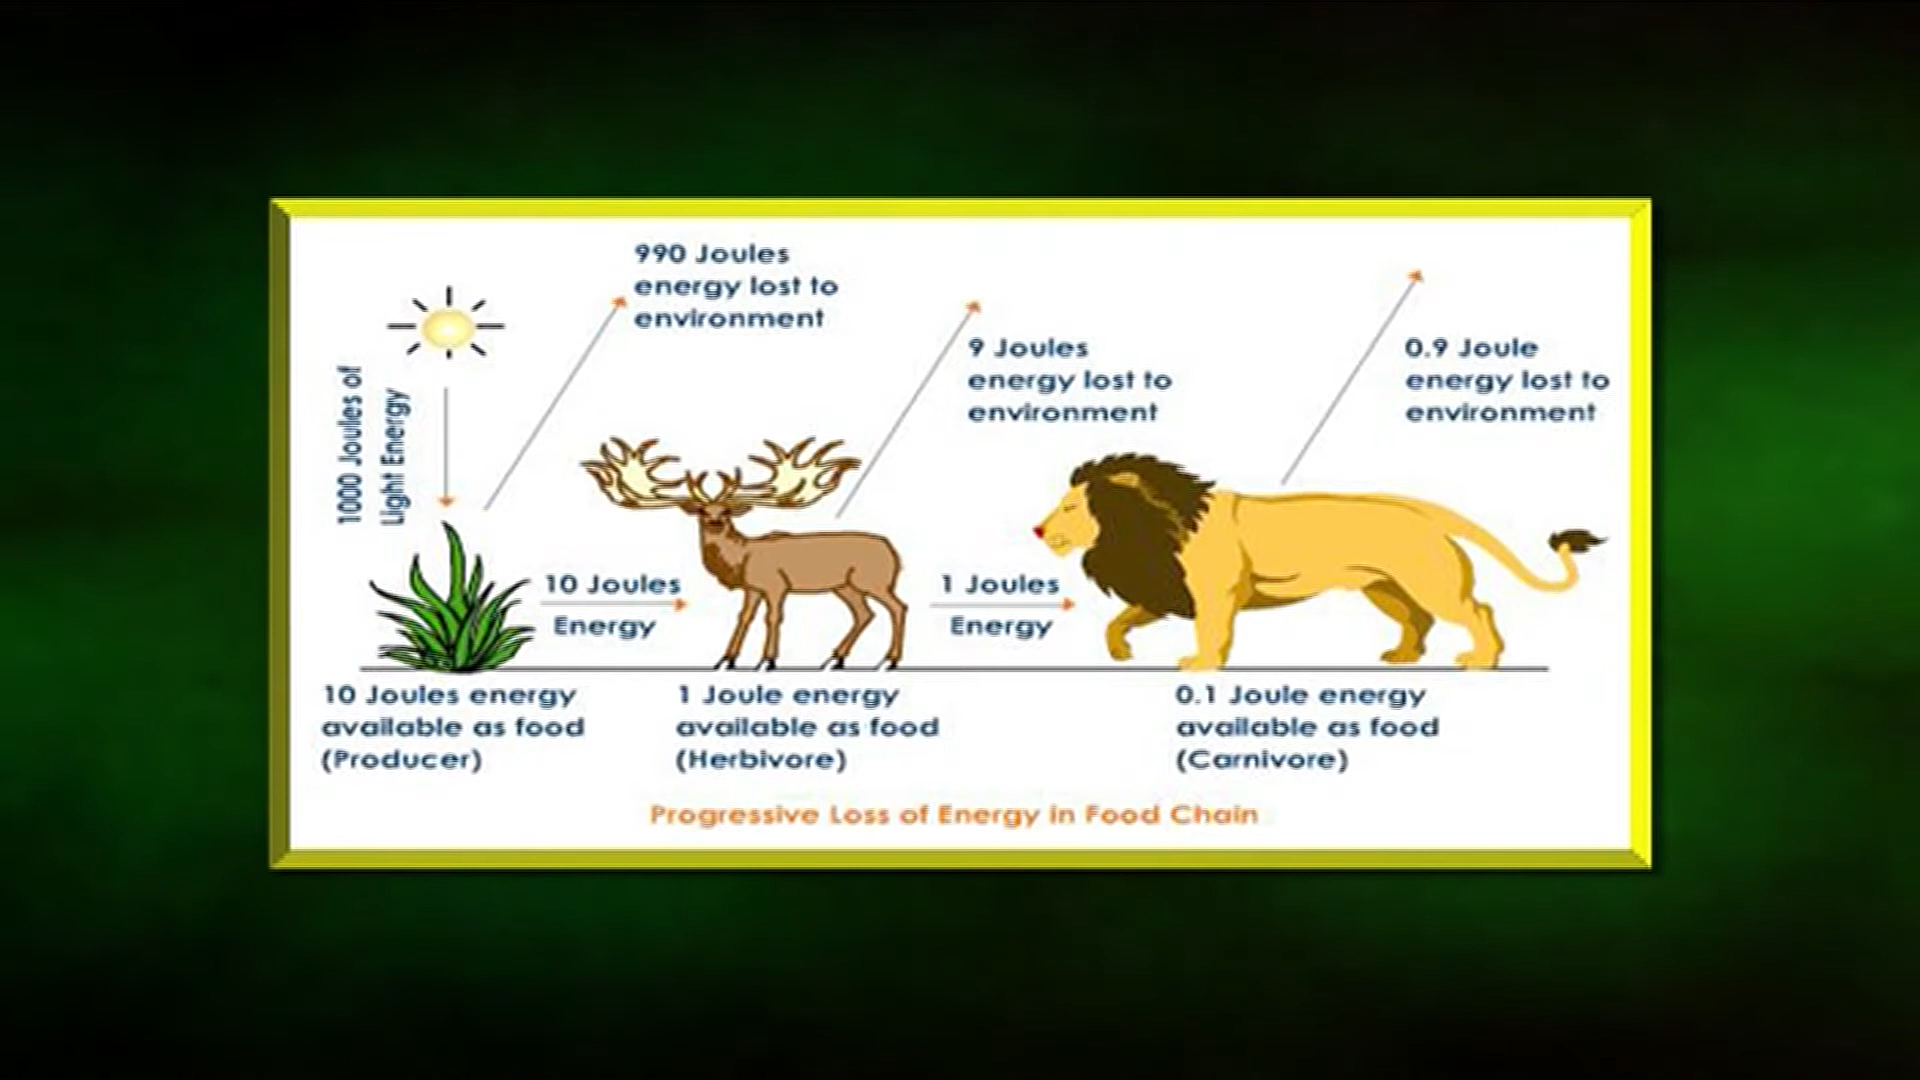 990 Joules
energy lost to
environment
1000 Joules of
Light Energy
9 Joules
energy lost to
environment
0.9 Joule
energy lost to
environment
10 Joules
Energy
1 Joules
Energy
10 Joules energy
available as food
(Producer)
1 Joule energy
available as food
(Herbivore)
0.1 Joule energy
available as food
(Carnivore)
Progressive Loss of Energy in Food Chain